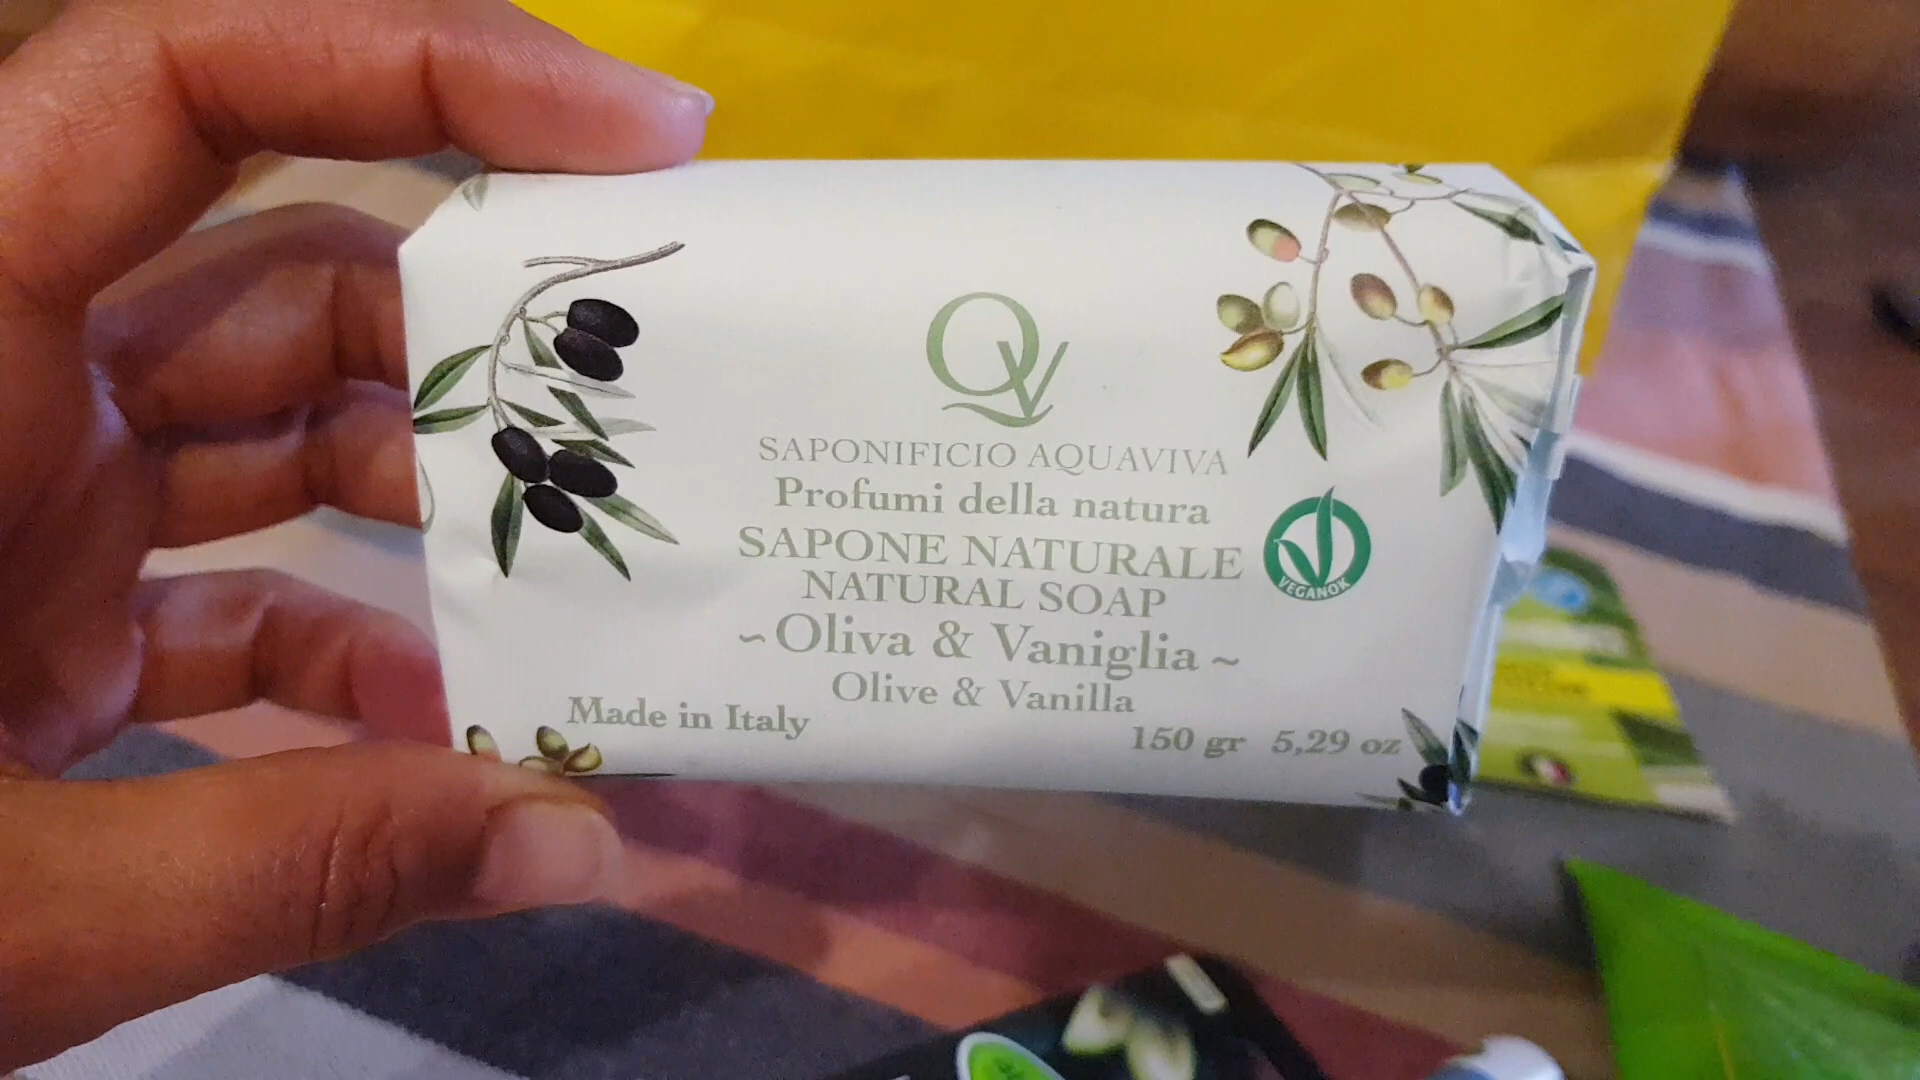 QV
SAPONIFICIO AQUAVIVA
Profumi della natura
SAPONE NATURALE
NATURAL SOAP
VEGANOK
~ Oliva & Vaniglia ~
Olive & Vanilla
Made in Italy
150 gr 5,29 oz